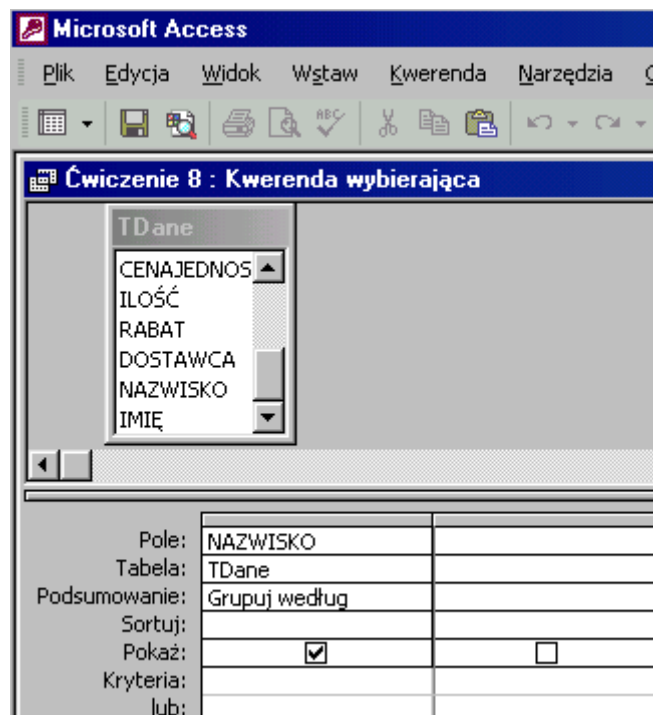 Microsoft Access
Plik Edycja Widok Wstaw Kwerenda Narzędzia
ABC
Ćwiczenie 8 : Kwerenda wybierająca
TDane
CENAJEDNOS
ILOŚĆ
RABAT
DOSTAWCA
NAZWISKO
IMIĘ
Pole: NAZWISKO
Tabela: TDane
Podsumowanie: Grupuj według
Sortuj:
Pokaż:
Kryteria:
lub: